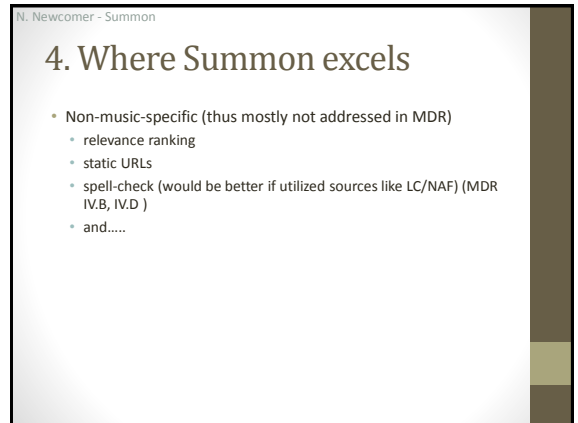 N. Newcomer - Summon
4. Where Summon excels
• Non-music-specific (thus mostly not addressed in MDR)
• relevance ranking
• static URLs
• spell-check (would be better if utilized sources like LC/NAF) (MDR
IV.B, IV.D )
• and.....